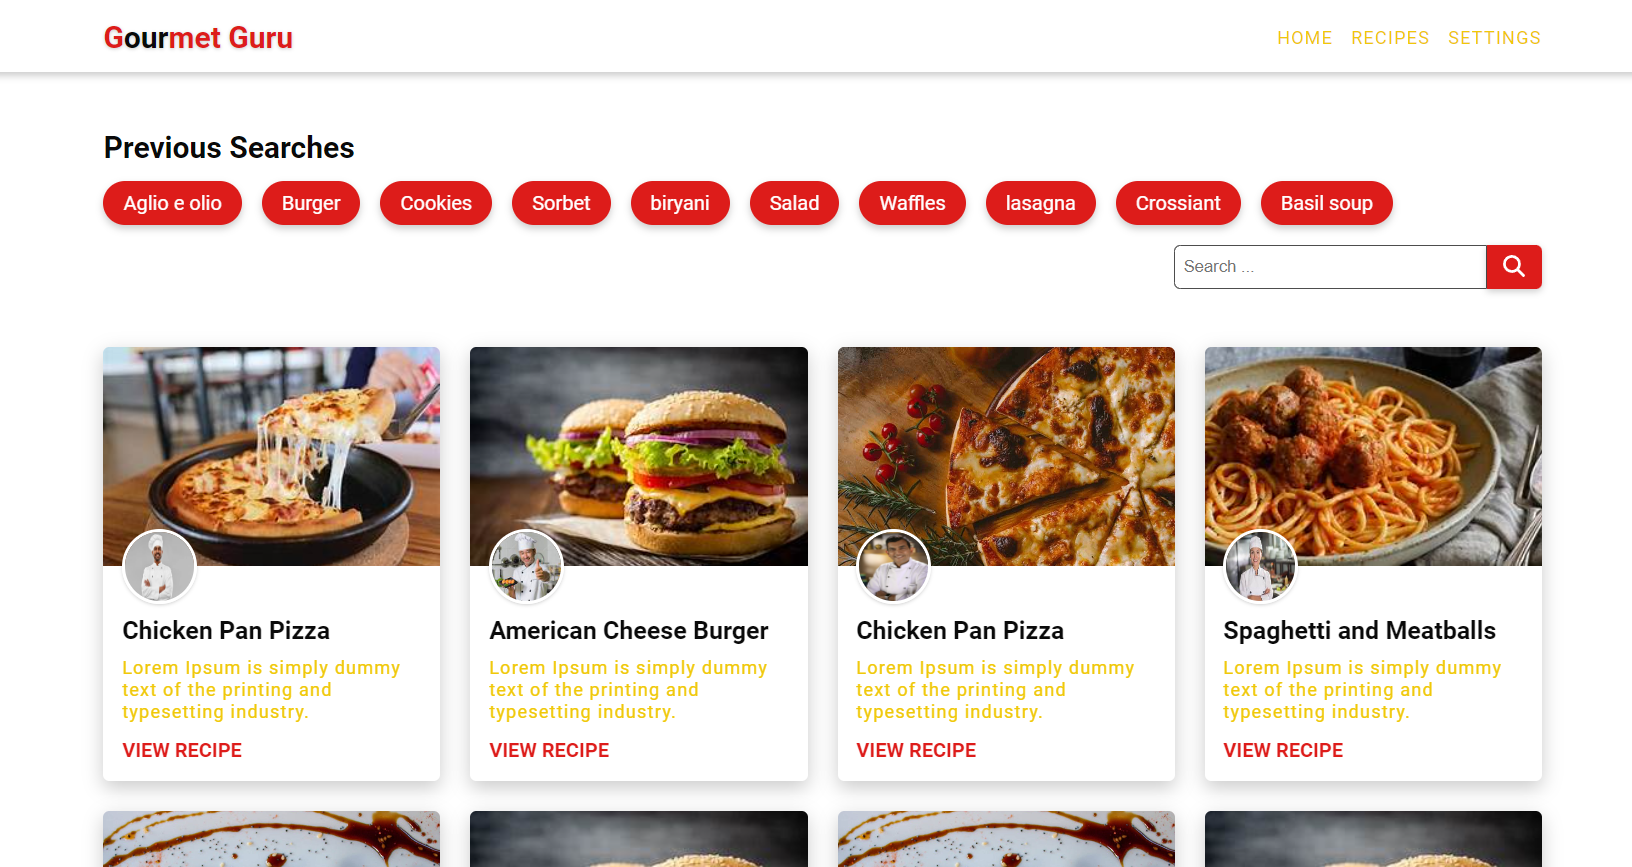 Gourmet Guru
HOME RECIPES SETTINGS
Previous Searches
Aglio e olio Burger Cookies Sorbet biryani Salad Waffles lasagna Crossiant Basil soup
Search ...
Chicken Pan Pizza
Lorem Ipsum is simply dummy
text of the printing and
typesetting industry.
VIEW RECIPE
American Cheese Burger
Lorem Ipsum is simply dummy
text of the printing and
typesetting industry.
VIEW RECIPE
Chicken Pan Pizza
Lorem Ipsum is simply dummy
text of the printing and
typesetting industry.
VIEW RECIPE
Spaghetti and Meatballs
Lorem Ipsum is simply dummy
text of the printing and
typesetting industry.
VIEW RECIPE